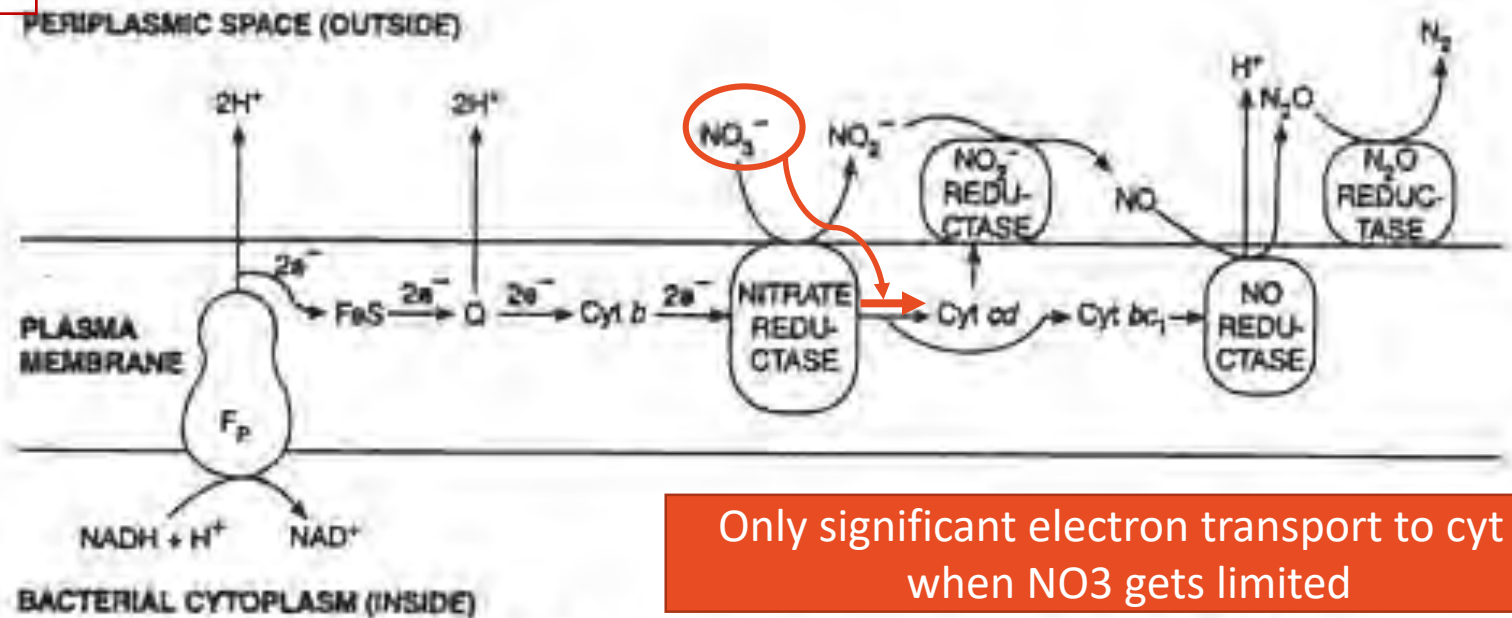 PERIPLASMIC SPACE (OUTSIDE)
2H⁺
2H⁺
NO₃⁻
NO₂⁻
NO₂⁻
REDU-
CTASE
NO
H⁺
N₂O
N₂
N₂O
REDUC-
TASE
PLASMA
MEMBRANE
Fₚ
2e⁻
FeS
2e⁻
Q
2e⁻
Cyt b
2e⁻
NITRATE
REDU-
CTASE
Cyt cd
Cyt bc₁
NO
REDU-
CTASE
NADH + H⁺
NAD⁺
BACTERIAL CYTOPLASM (INSIDE)
Only significant electron transport to cyt
when NO3 gets limited